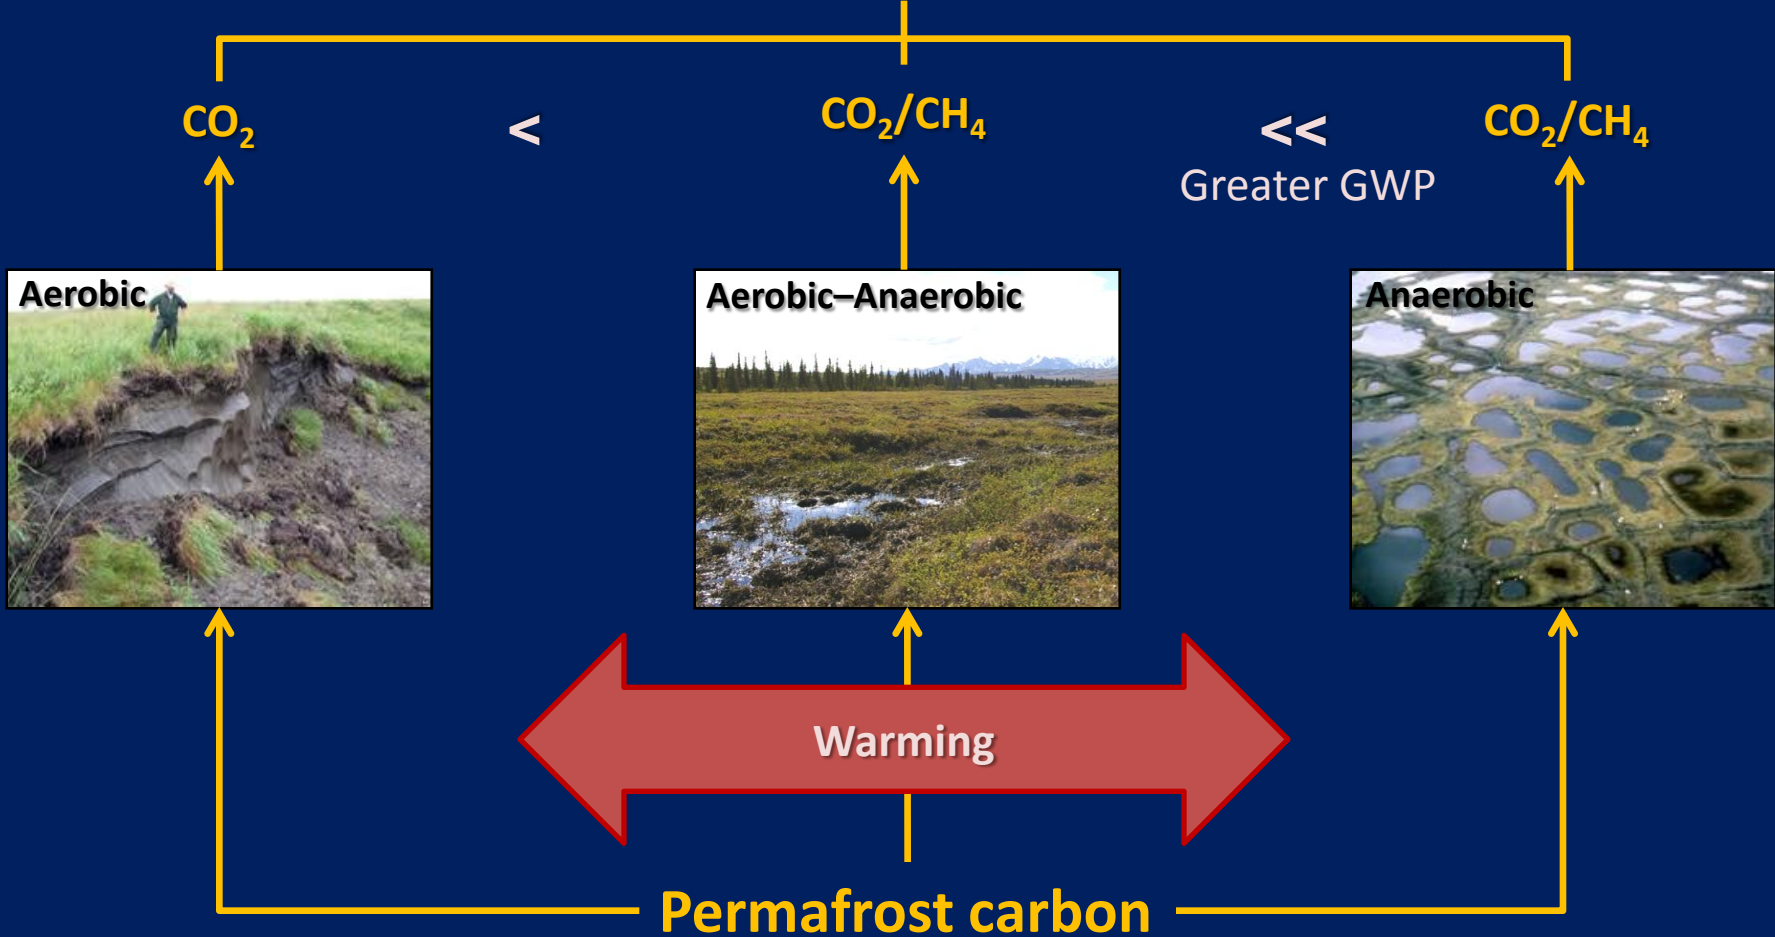 CO₂ < CO₂/CH₄ << CO₂/CH₄
Greater GWP
Aerobic
Aerobic–Anaerobic
Anaerobic
Warming
Permafrost carbon